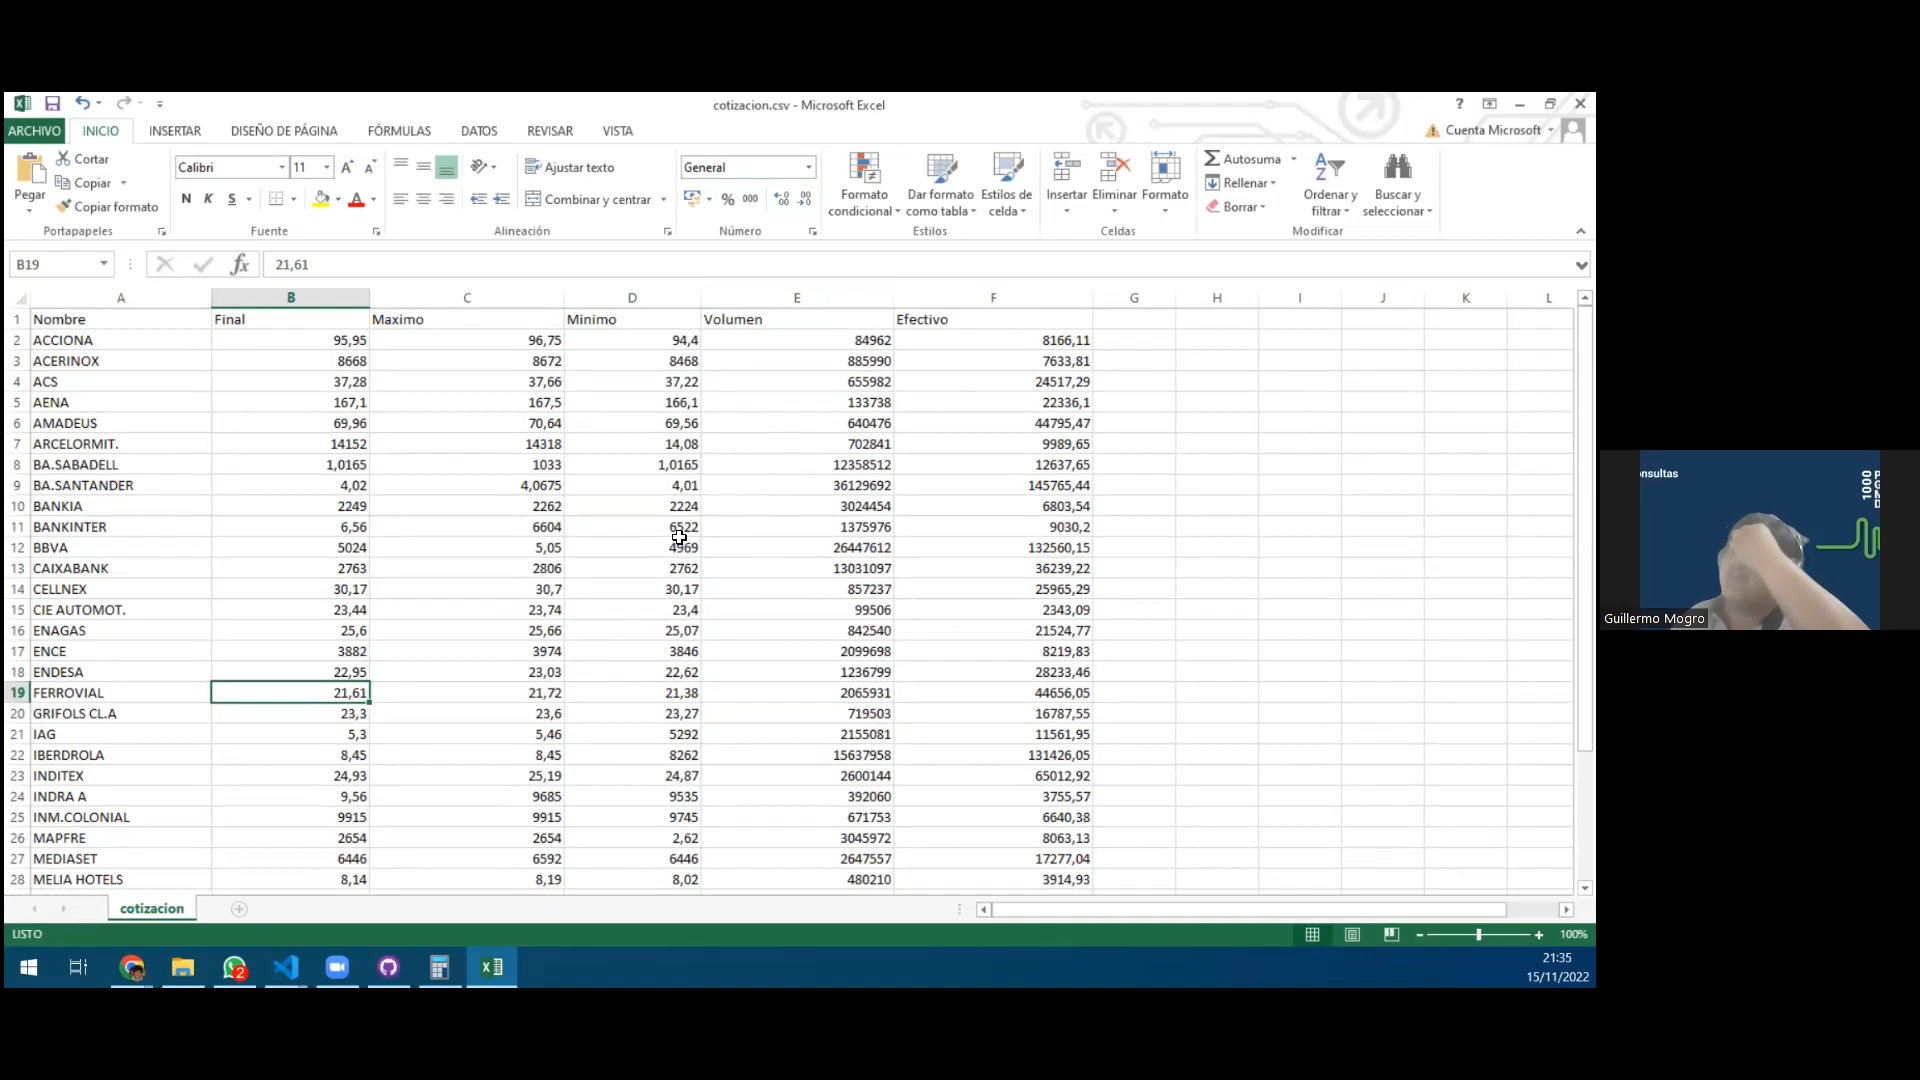 cotizacion.csv - Microsoft Excel
ARCHIVO INICIO INSERTAR DISEÑO DE PÁGINA FÓRMULAS DATOS REVISAR VISTA Cuenta Microsoft
Pegar
Cortar
Copiar
Copiar formato
Portapapeles
Calibri 11
N K S
Fuente
Ajustar texto
Combinar y centrar
Alineación
General
% 000
Número
Formato condicional
Dar formato como tabla
Estilos de celda
Estilos
Insertar Eliminar Formato
Celdas
Autosuma
Rellenar
Borrar
Ordenar y filtrar
Buscar y seleccionar
Modificar
B19 fx 21,61
A B C D E F G H I J K L
1 Nombre Final Maximo Minimo Volumen Efectivo
2 ACCIONA 95,95 96,75 94,4 84962 8166,11
3 ACERINOX 8668 8672 8468 885990 7633,81
4 ACS 37,28 37,66 37,22 655982 24517,29
5 AENA 167,1 167,5 166,1 133738 22336,1
6 AMADEUS 69,96 70,64 69,56 640476 44795,47
7 ARCELORMIT. 14152 14318 14,08 702841 9989,65
8 BA.SABADELL 1,0165 1033 1,0165 12358512 12637,65
9 BA.SANTANDER 4,02 4,0675 4,01 36129692 145765,44
10 BANKIA 2249 2262 2224 3024454 6803,54
11 BANKINTER 6,56 6604 6522 1375976 9030,2
12 BBVA 5024 5,05 4969 26447612 132560,15
13 CAIXABANK 2763 2806 2762 13031097 36239,22
14 CELLNEX 30,17 30,7 30,17 857237 25965,29
15 CIE AUTOMOT. 23,44 23,74 23,4 99506 2343,09
16 ENAGAS 25,6 25,66 25,07 842540 21524,77
17 ENCE 3882 3974 3846 2099698 8219,83
18 ENDESA 22,95 23,03 22,62 1236799 28233,46
19 FERROVIAL 21,61 21,72 21,38 2065931 44656,05
20 GRIFOLS CL.A 23,3 23,6 23,27 719503 16787,55
21 IAG 5,3 5,46 5292 2155081 11561,95
22 IBERDROLA 8,45 8,45 8262 15637958 131426,05
23 INDITEX 24,93 25,19 24,87 2600144 65012,92
24 INDRA A 9,56 9685 9535 392060 3755,57
25 INM.COLONIAL 9915 9915 9745 671753 6640,38
26 MAPFRE 2654 2654 2,62 3045972 8063,13
27 MEDIASET 6446 6592 6446 2647557 17277,04
28 MELIA HOTELS 8,14 8,19 8,02 480210 3914,93
cotizacion
LISTO 100%
2
21:35
15/11/2022
onsultas
1000
Guillermo Mogro